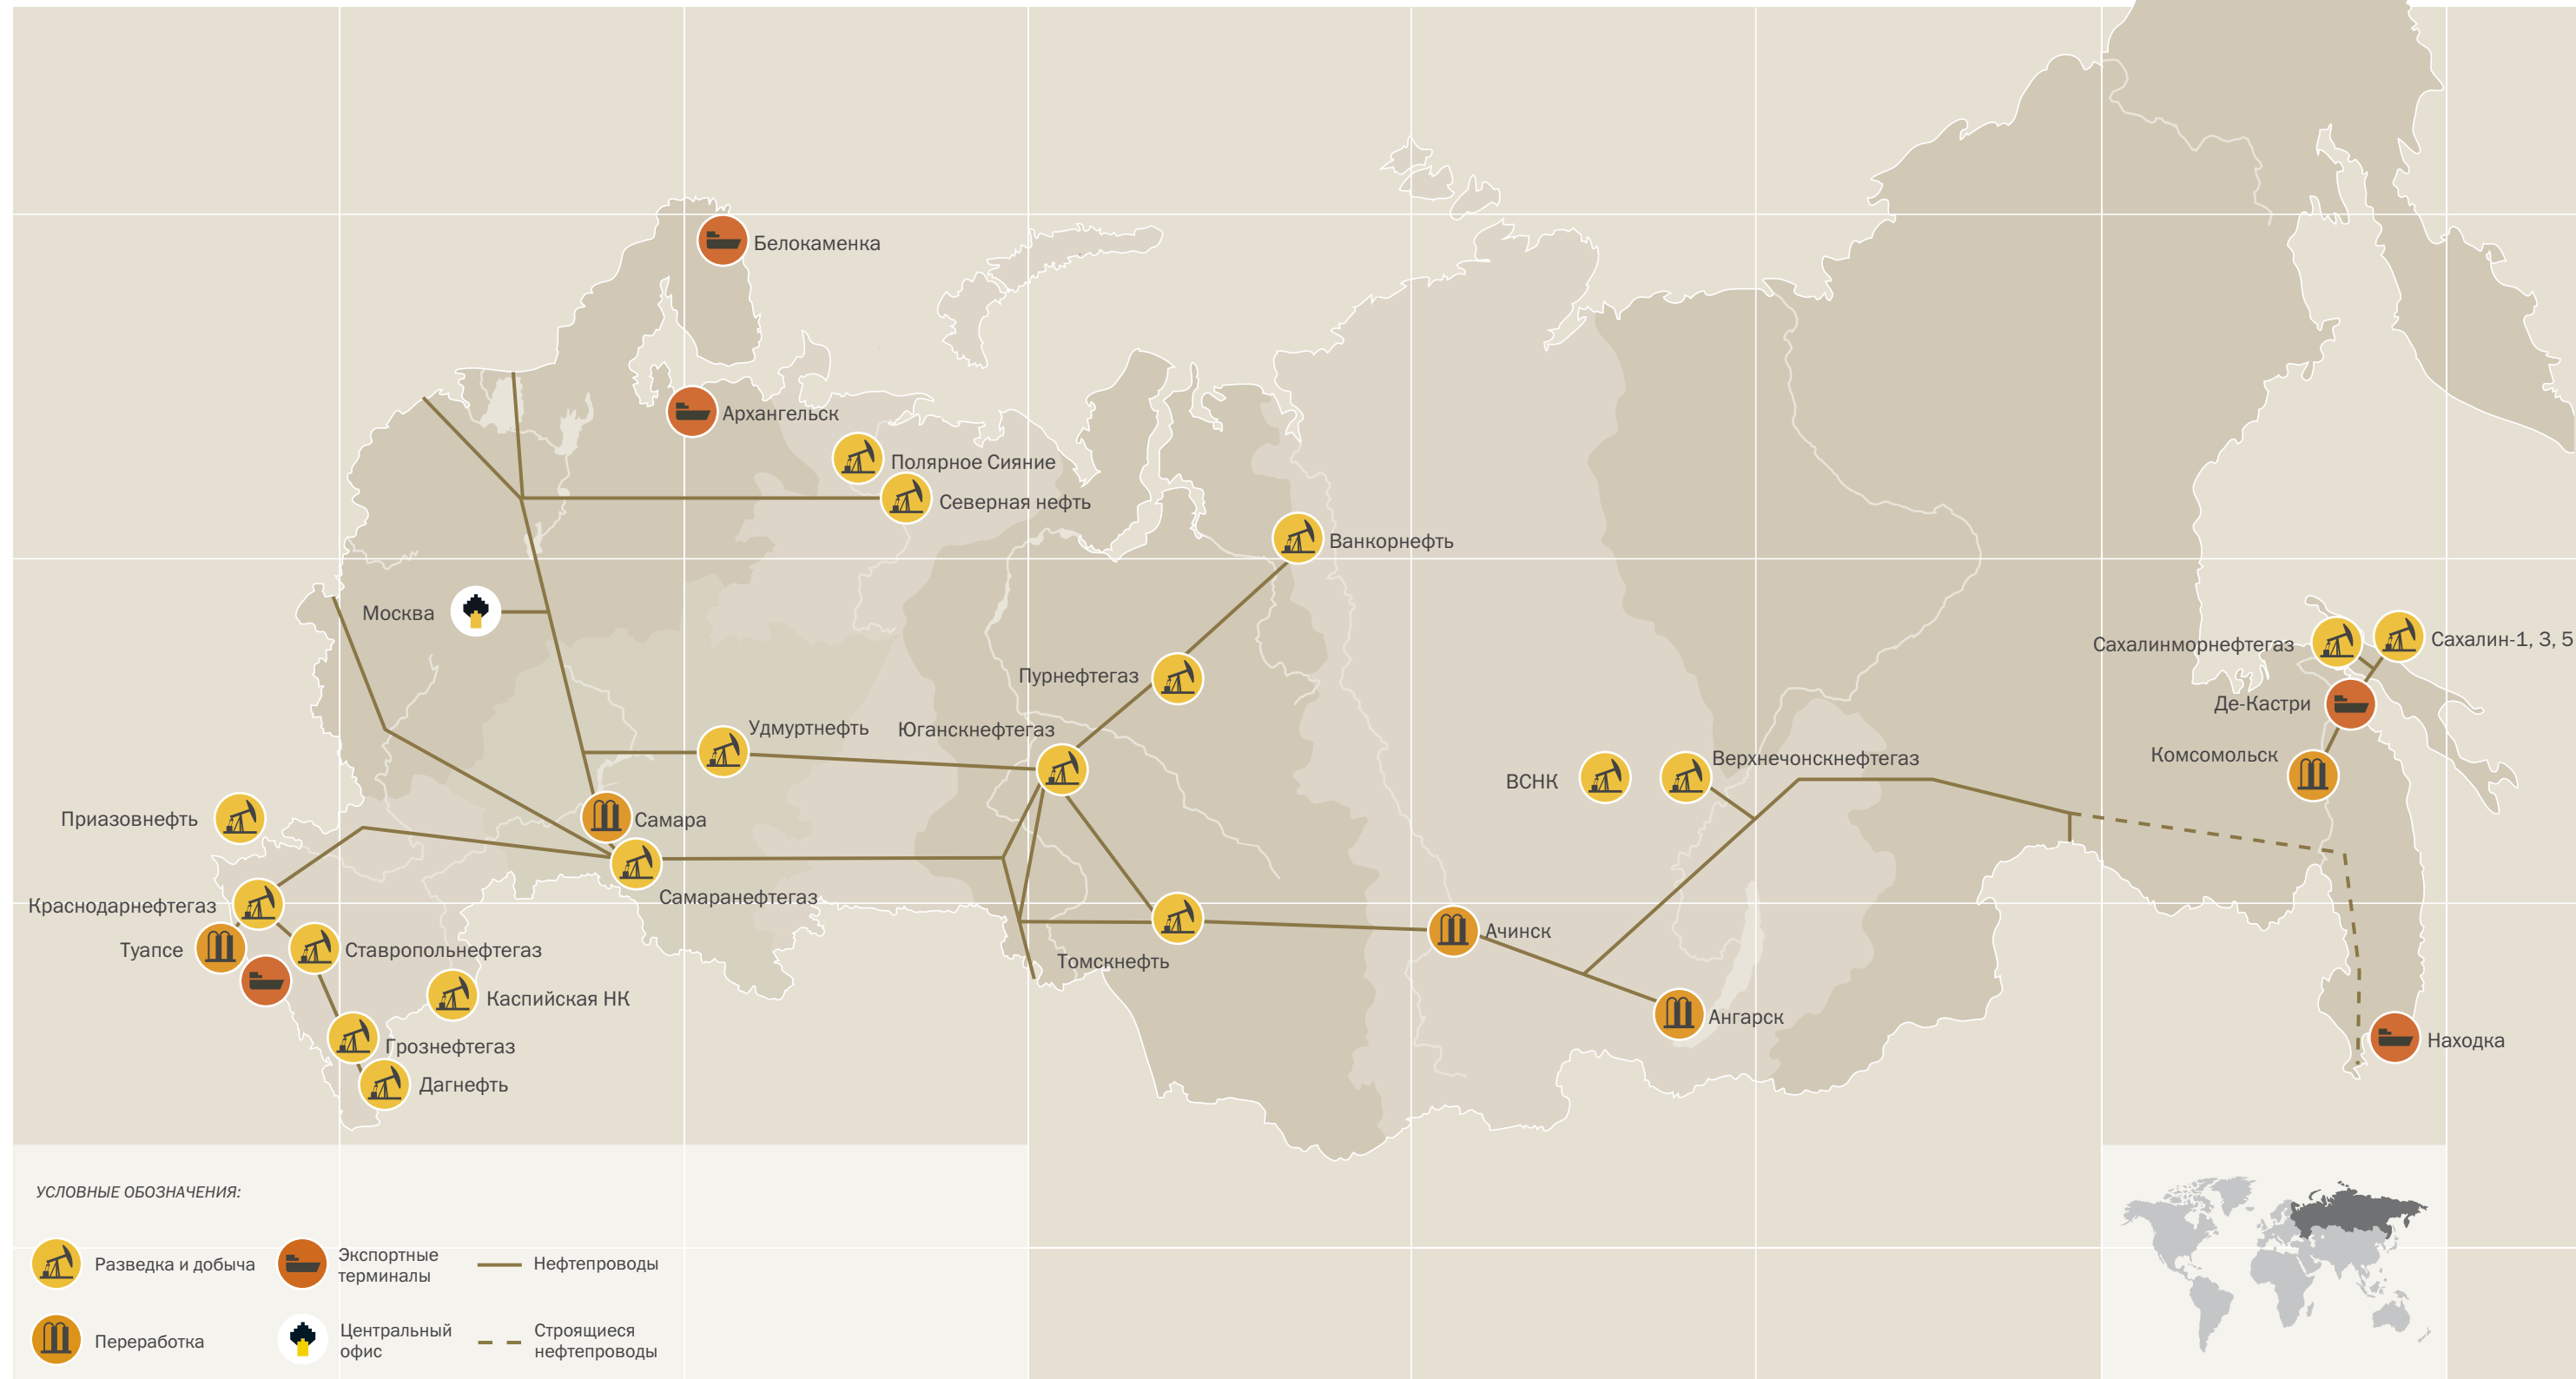 Белокаменка
Архангельск
Полярное Сияние
Северная нефть
Ванкорнефть
Москва
Сахалин-1, 3, 5
Сахалинморнефтегаз
Пурнефтегаз
Де-Кастри
Удмуртнефть
Юганскнефтегаз
Комсомольск
Верхнечонскнефтегаз
ВСНК
Приазовнефть
Самара
Самаранефтегаз
Краснодарнефтегаз
Туапсе
Ставропольнефтегаз
Ачинск
Томскнефть
Каспийская НК
Ангарск
Грознефтегаз
Находка
Дагнефть
УСЛОВНЫЕ ОБОЗНАЧЕНИЯ:
Разведка и добыча
Экспортные
терминалы
Нефтепроводы
Переработка
Центральный
офис
Строящиеся
нефтепроводы